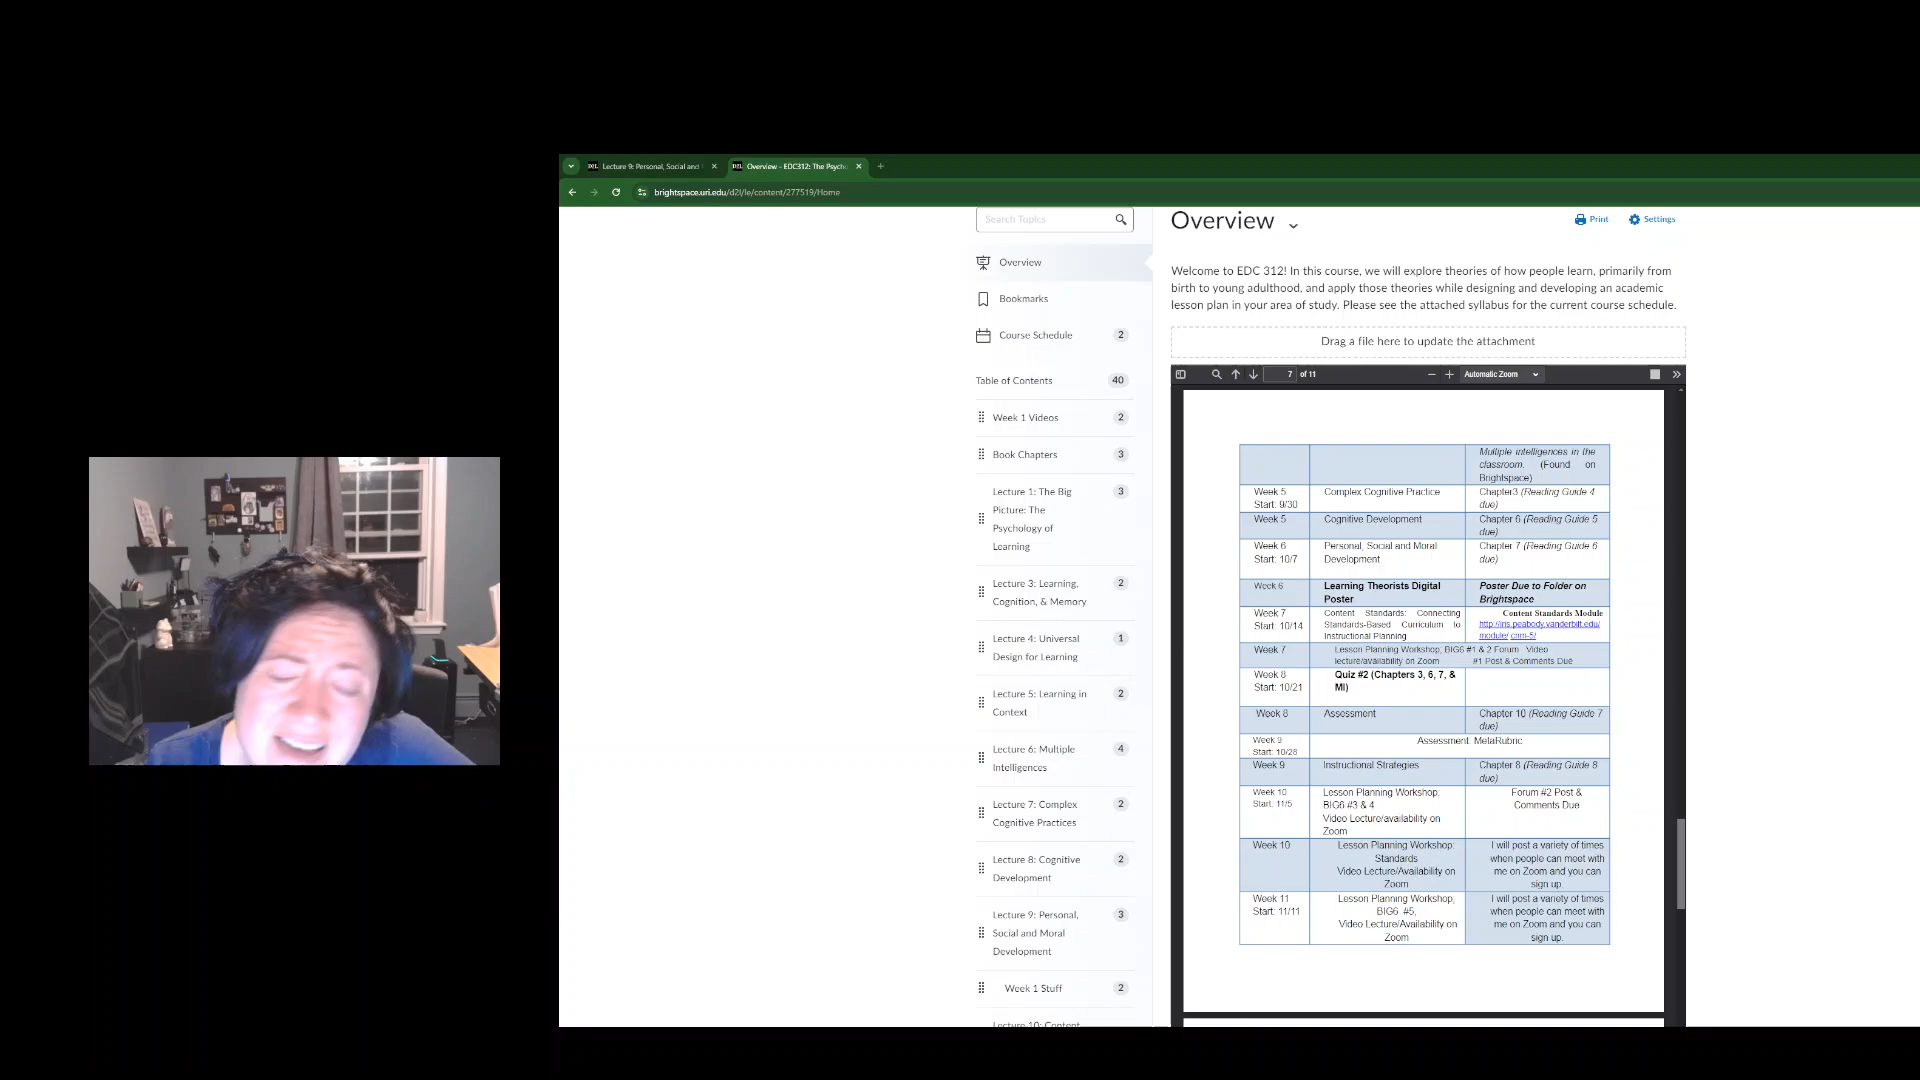 Lecture 9: Personal, Social and
Overview - EDC312: The Psych
brightspace.uri.edu/d2l/le/content/277519/Home
Search Topics
Overview
Bookmarks
Course Schedule 2
Table of Contents 40
Week 1 Videos 2
Book Chapters 3
Lecture 1: The Big 3
Picture: The
Psychology of
Learning
Lecture 3: Learning, 2
Cognition, & Memory
Lecture 4: Universal 1
Design for Learning
Lecture 5: Learning in 2
Context
Lecture 6: Multiple 4
Intelligences
Lecture 7: Complex 2
Cognitive Practices
Lecture 8: Cognitive 2
Development
Lecture 9: Personal, 3
Social and Moral
Development
Week 1 Stuff 2
Lecture 10: Content
Overview
Print
Settings
Welcome to EDC 312! In this course, we will explore theories of how people learn, primarily from
birth to young adulthood, and apply those theories while designing and developing an academic
lesson plan in your area of study. Please see the attached syllabus for the current course schedule.
Drag a file here to update the attachment
7 of 11
Automatic Zoom
Multiple intelligences in the
classroom. (Found on
Brightspace)
Week 5 Complex Cognitive Practice Chapter3 (Reading Guide 4
Start: 9/30 due)
Week 5 Cognitive Development Chapter 6 (Reading Guide 5
due)
Week 6 Personal, Social and Moral Chapter 7 (Reading Guide 6
Start: 10/7 Development due)
Week 6 Learning Theorists Digital Poster Due to Folder on
Poster Brightspace
Week 7 Content Standards: Connecting Content Standards Module
Start: 10/14 Standards-Based Curriculum to http://iris.peabody.vanderbilt.edu/
Instructional Planning module/ cnm-5/
Week 7 Lesson Planning Workshop; BIG6 #1 & 2 Forum Video
lecture/availability on Zoom #1 Post & Comments Due
Week 8 Quiz #2 (Chapters 3, 6, 7, &
Start: 10/21 MI)
Week 8 Assessment Chapter 10 (Reading Guide 7
due)
Week 9 Assessment: MetaRubric
Start: 10/28
Week 9 Instructional Strategies Chapter 8 (Reading Guide 8
due)
Week 10 Lesson Planning Workshop; Forum #2 Post &
Start: 11/5 BIG6 #3 & 4 Comments Due
Video Lecture/availability on
Zoom
Week 10 Lesson Planning Workshop: I will post a variety of times
Standards when people can meet with
Video Lecture/Availability on me on Zoom and you can
Zoom sign up.
Week 11 Lesson Planning Workshop, I will post a variety of times
Start: 11/11 BIG6 #5, when people can meet with
Video Lecture/Availability on me on Zoom and you can
Zoom sign up.